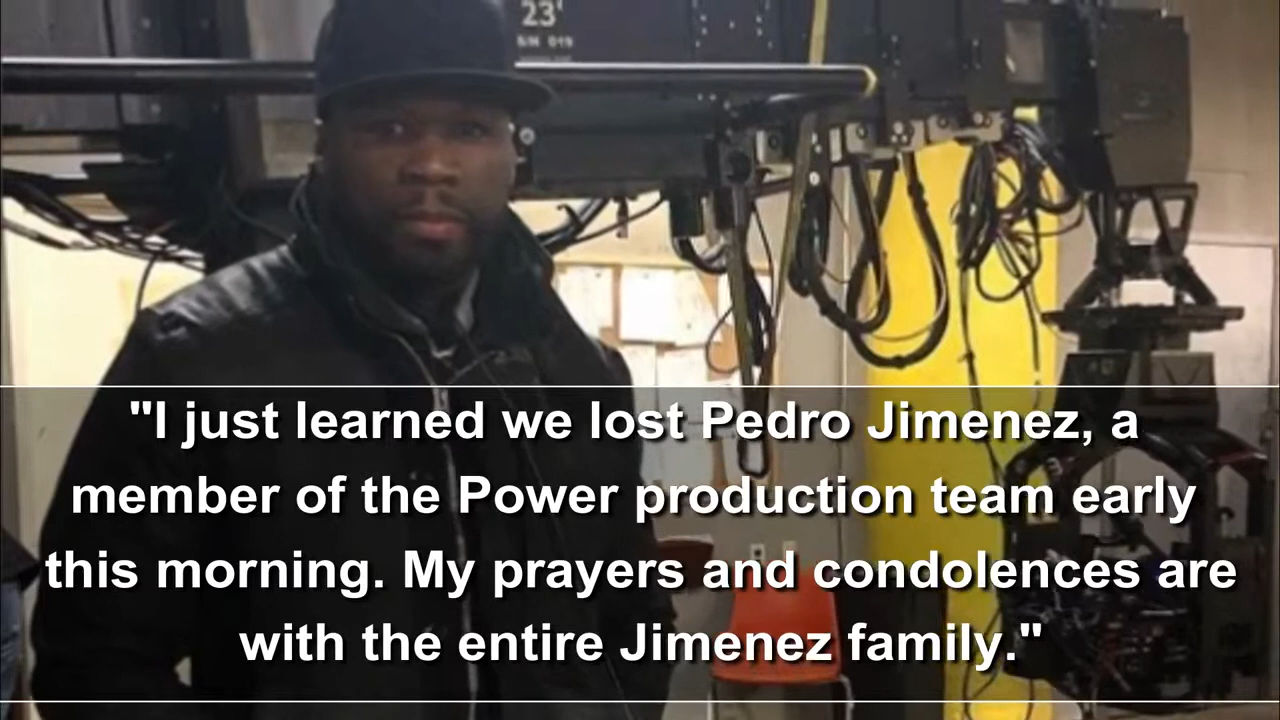 23'
S/N 019
"I just learned we lost Pedro Jimenez, a
member of the Power production team early
this morning. My prayers and condolences are
with the entire Jimenez family."